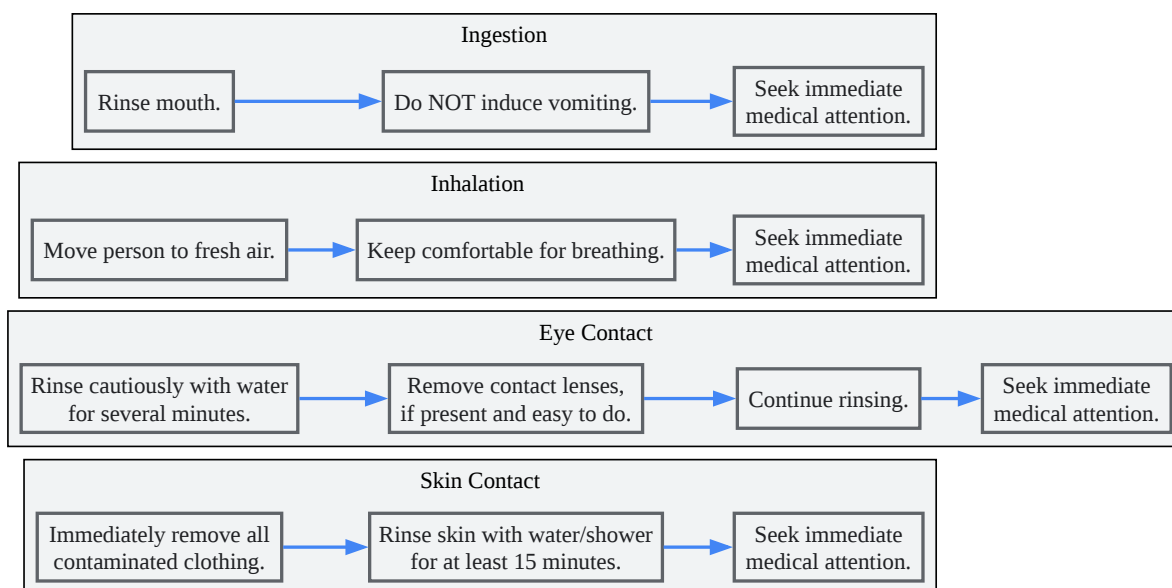 Ingestion
Rinse mouth.
Do NOT induce vomiting.
Seek immediate
medical attention.
Inhalation
Move person to fresh air.
Keep comfortable for breathing.
Seek immediate
medical attention.
Eye Contact
Rinse cautiously with water
for several minutes.
Remove contact lenses,
if present and easy to do.
Continue rinsing.
Seek immediate
medical attention.
Skin Contact
Immediately remove all
contaminated clothing.
Rinse skin with water/shower
for at least 15 minutes.
Seek immediate
medical attention.